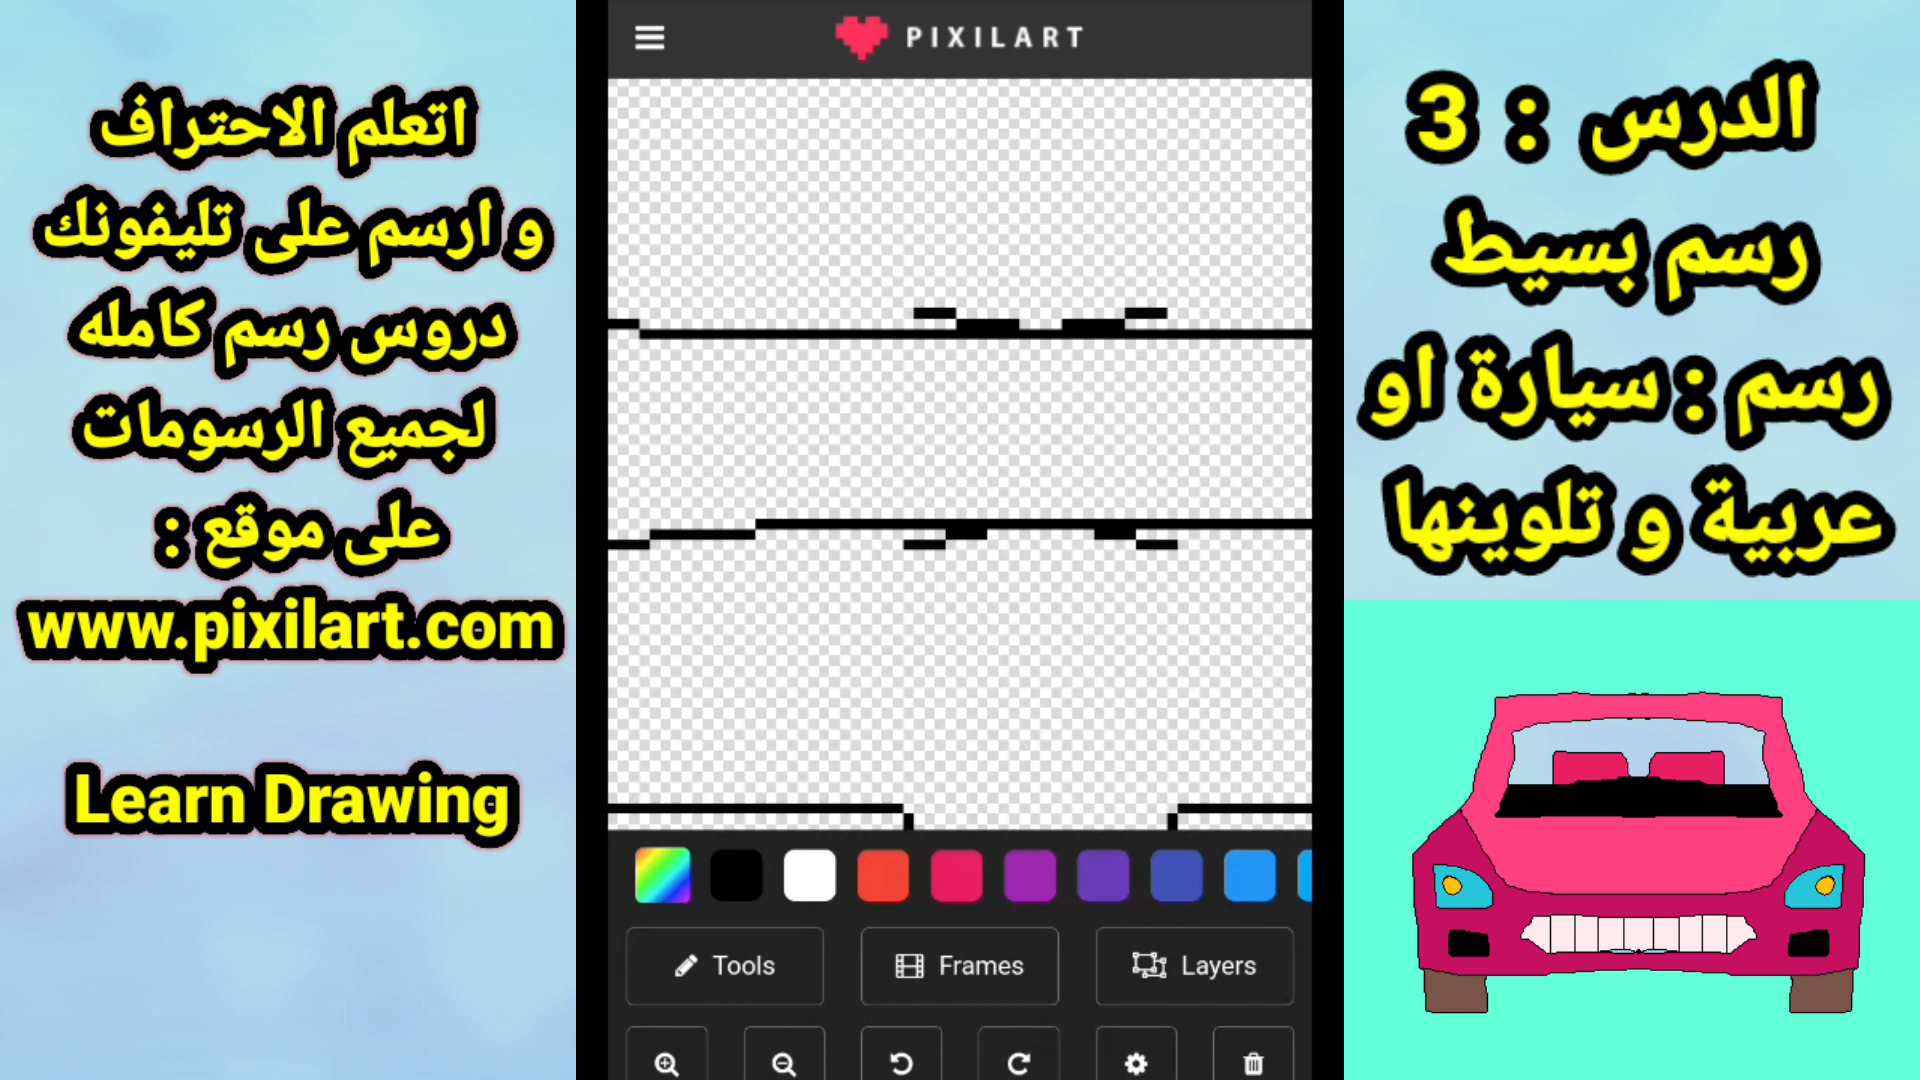 اتعلم الاحتراف
و ارسم على تليفونك
دروس رسم كامله
لجميع الرسومات
على موقع :
www.pixilart.com
Learn Drawing
PIXILART
Tools
Frames
Layers
الدرس : 3
رسم بسيط
رسم : سيارة او
عربية و تلوينها